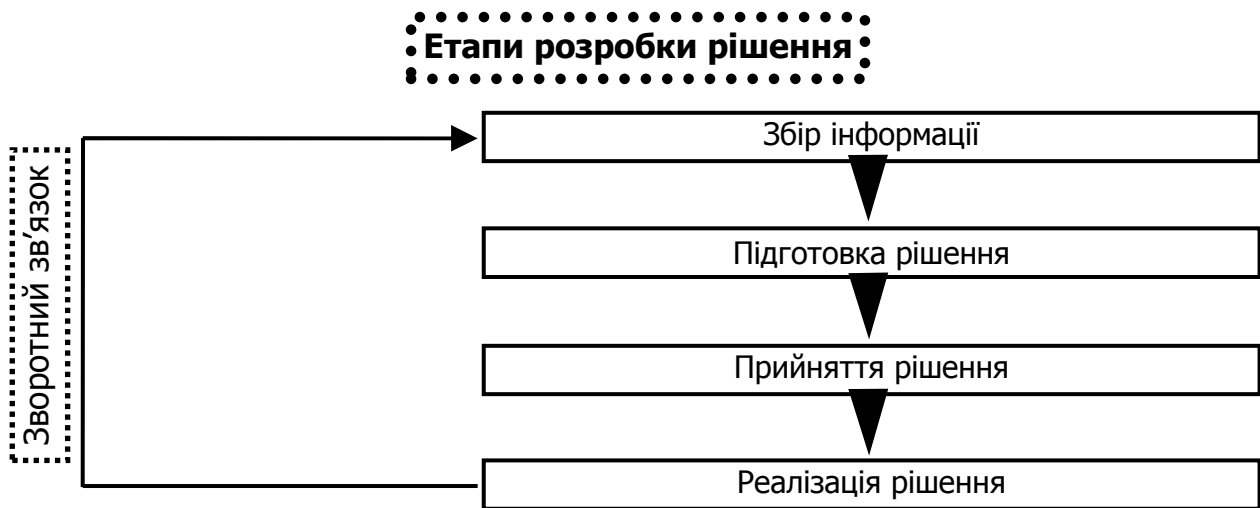 Етапи розробки рішення
Збір інформації
Зворотний зв’язок
Підготовка рішення
Прийняття рішення
Реалізація рішення